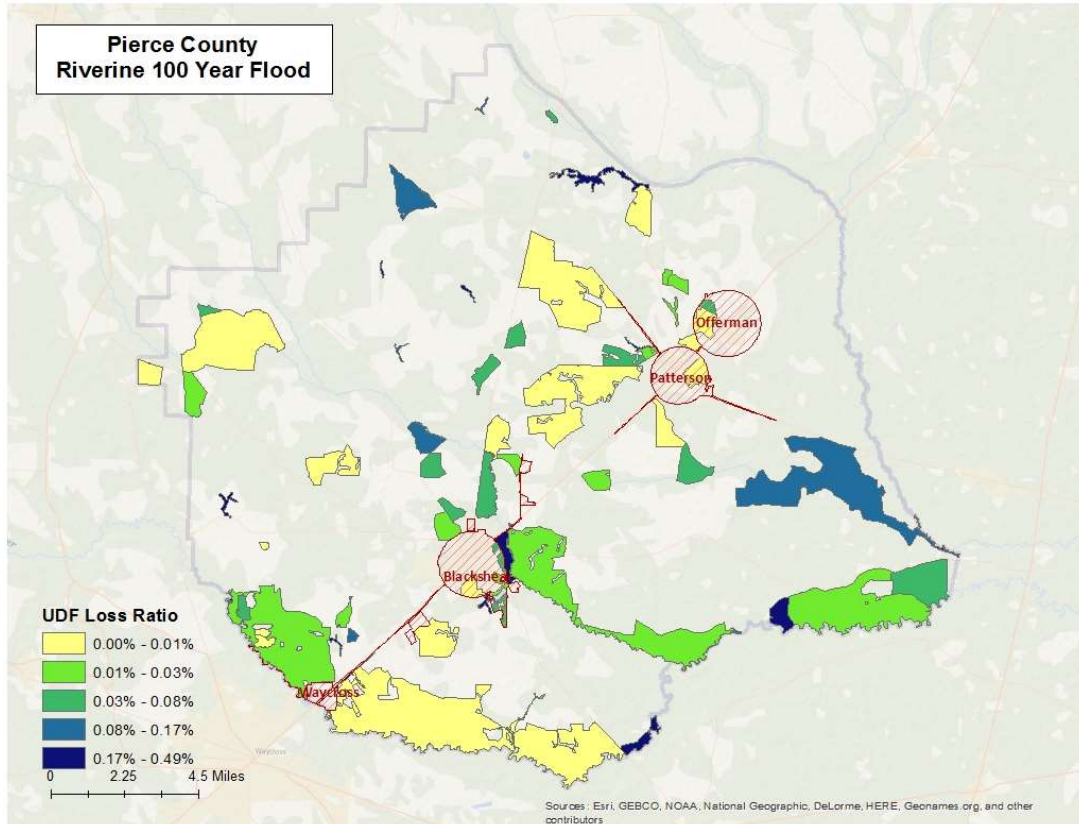 Pierce County
Riverine 100 Year Flood
Offerman
Patterson
Blackshe
Waycross
Waycross
UDF Loss Ratio
0.00% - 0.01%
0.01% - 0.03%
0.03% - 0.08%
0.08% - 0.17%
0.17% - 0.49%
0 2.25 4.5 Miles
Sources: Esri, GEBCO, NOAA, National Geographic, DeLorme, HERE, Geonames.org, and other
contributors